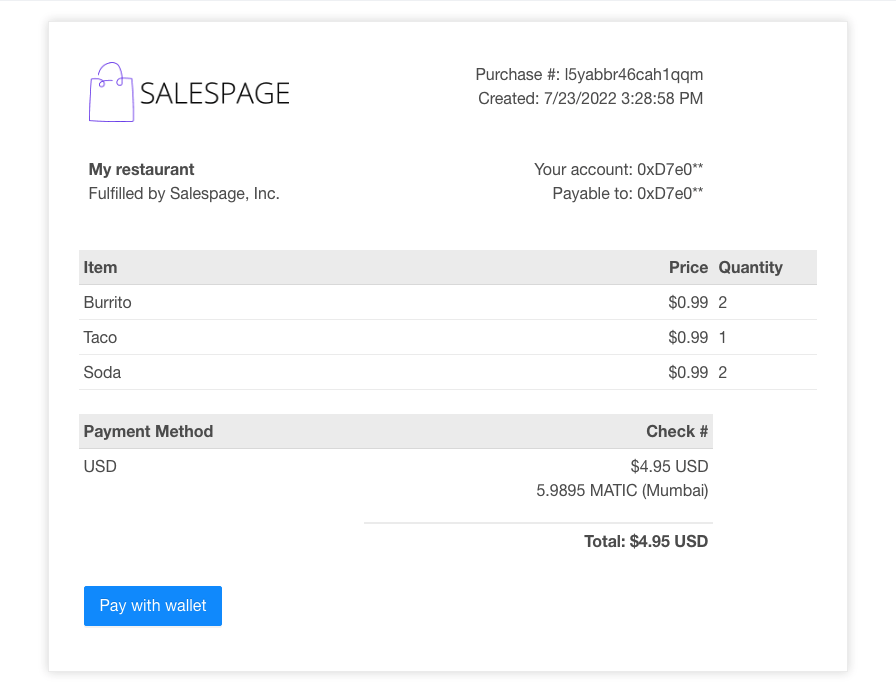 SALESPAGE
Purchase #: l5yabbr46cah1qqm
Created: 7/23/2022 3:28:58 PM
My restaurant
Fulfilled by Salespage, Inc.
Your account: 0xD7e0**
Payable to: 0xD7e0**
Item Price Quantity
Burrito $0.99 2
Taco $0.99 1
Soda $0.99 2
Payment Method Check #
USD $4.95 USD
5.9895 MATIC (Mumbai)
Total: $4.95 USD
Pay with wallet